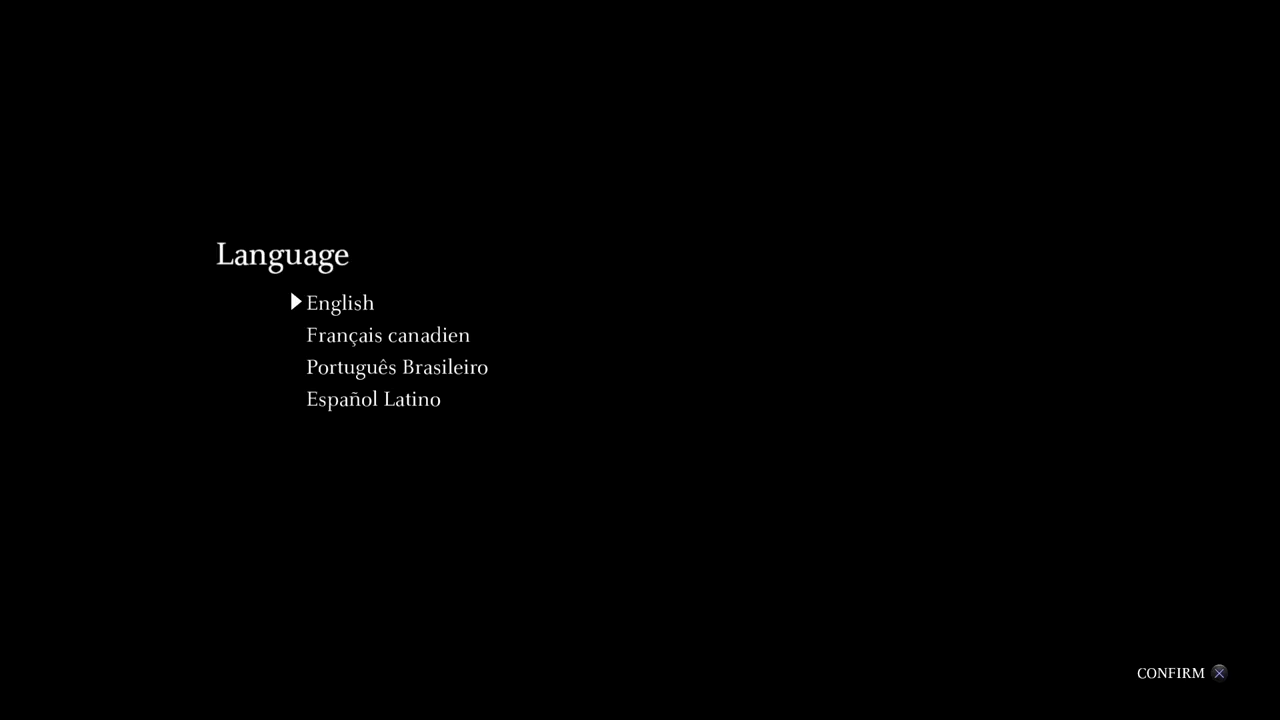 Language
English
Français canadien
Português Brasileiro
Español Latino
CONFIRM